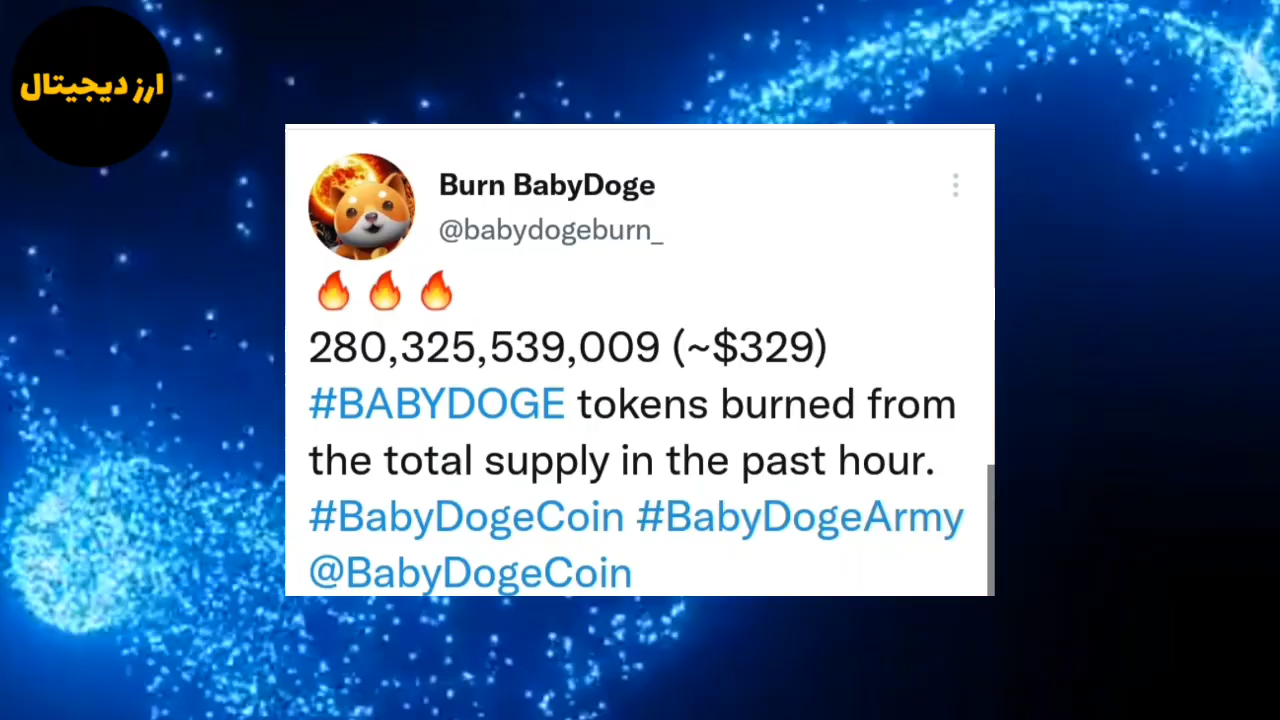 ارز دیجیتال
Burn BabyDoge
@babydogeburn_
🔥🔥🔥
280,325,539,009 (~$329)
#BABYDOGE tokens burned from
the total supply in the past hour.
#BabyDogeCoin #BabyDogeArmy
@BabyDogeCoin